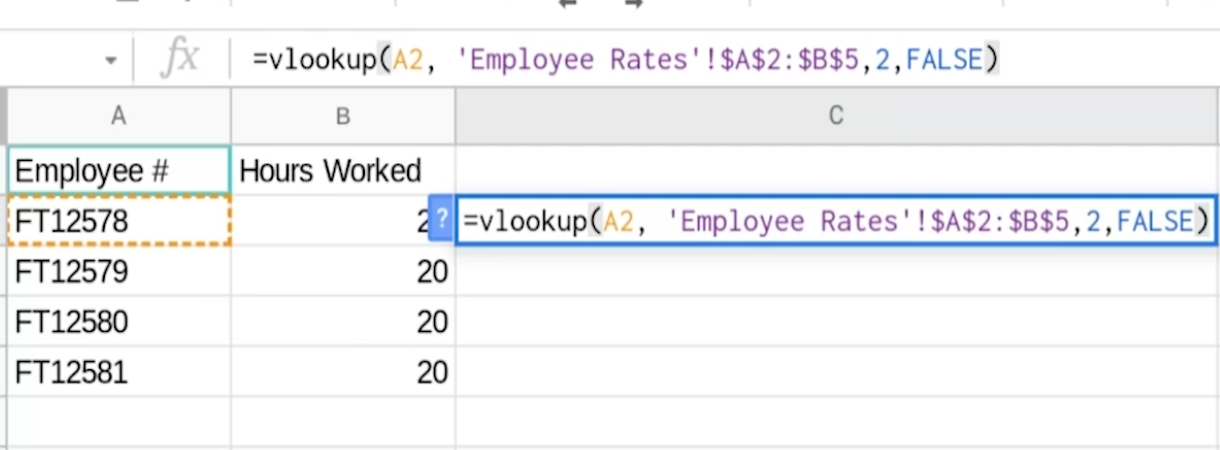 fx =vlookup(A2, 'Employee Rates'!$A$2:$B$5,2,FALSE)
A B C
Employee # Hours Worked
FT12578 2 ? =vlookup(A2, 'Employee Rates'!$A$2:$B$5,2,FALSE)
FT12579 20
FT12580 20
FT12581 20